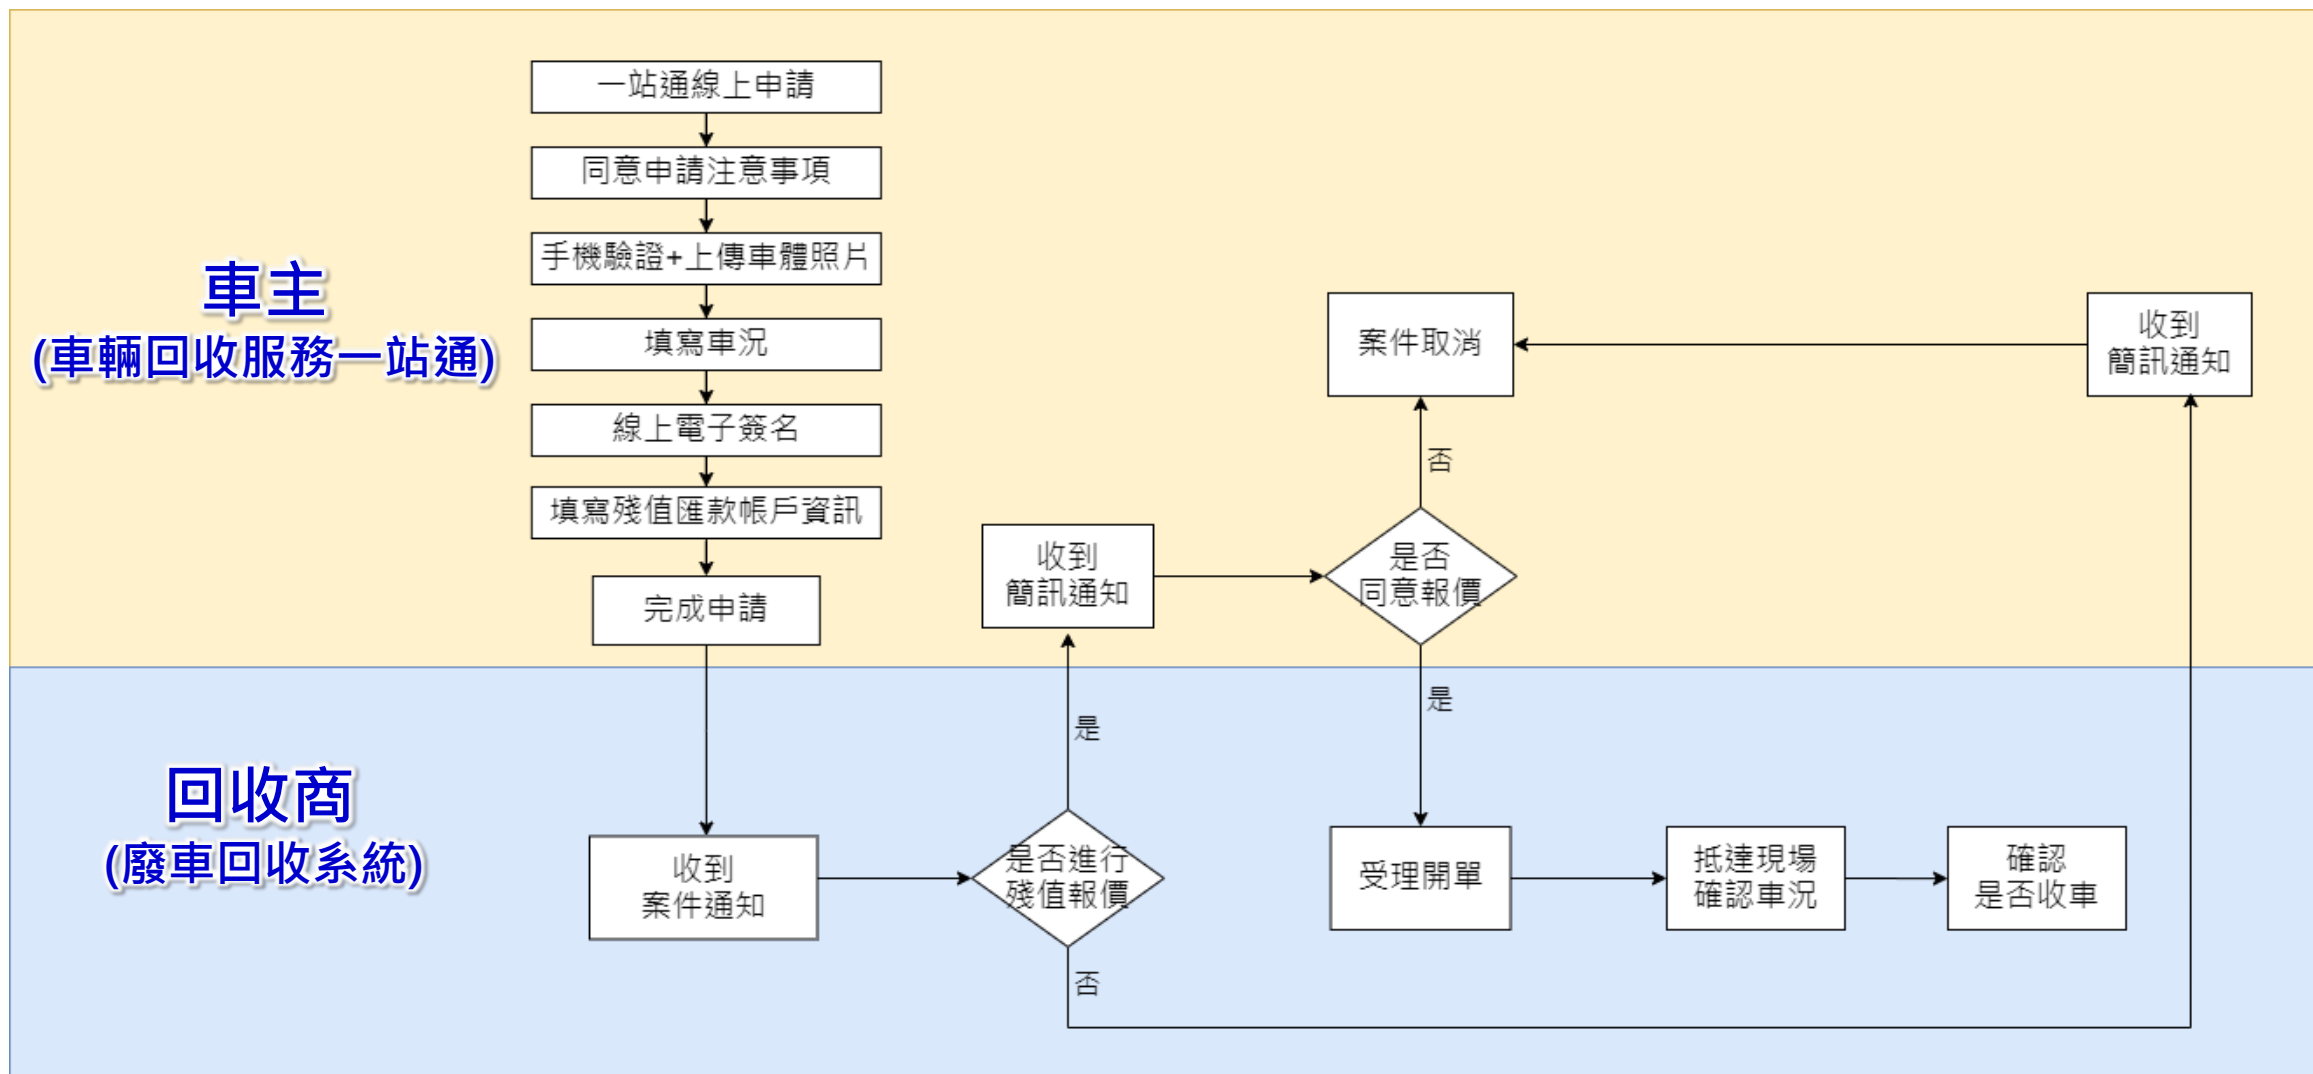 一站通線上申請
同意申請注意事項
手機驗證+上傳車體照片
填寫車況
線上電子簽名
填寫殘值匯款帳戶資訊
完成申請
車主
(車輛回收服務一站通)
收到
簡訊通知
是否
同意報價
否
是
案件取消
收到
簡訊通知
回收商
(廢車回收系統)
收到
案件通知
是否進行
殘值報價
是
否
受理開單
抵達現場
確認車況
確認
是否收車